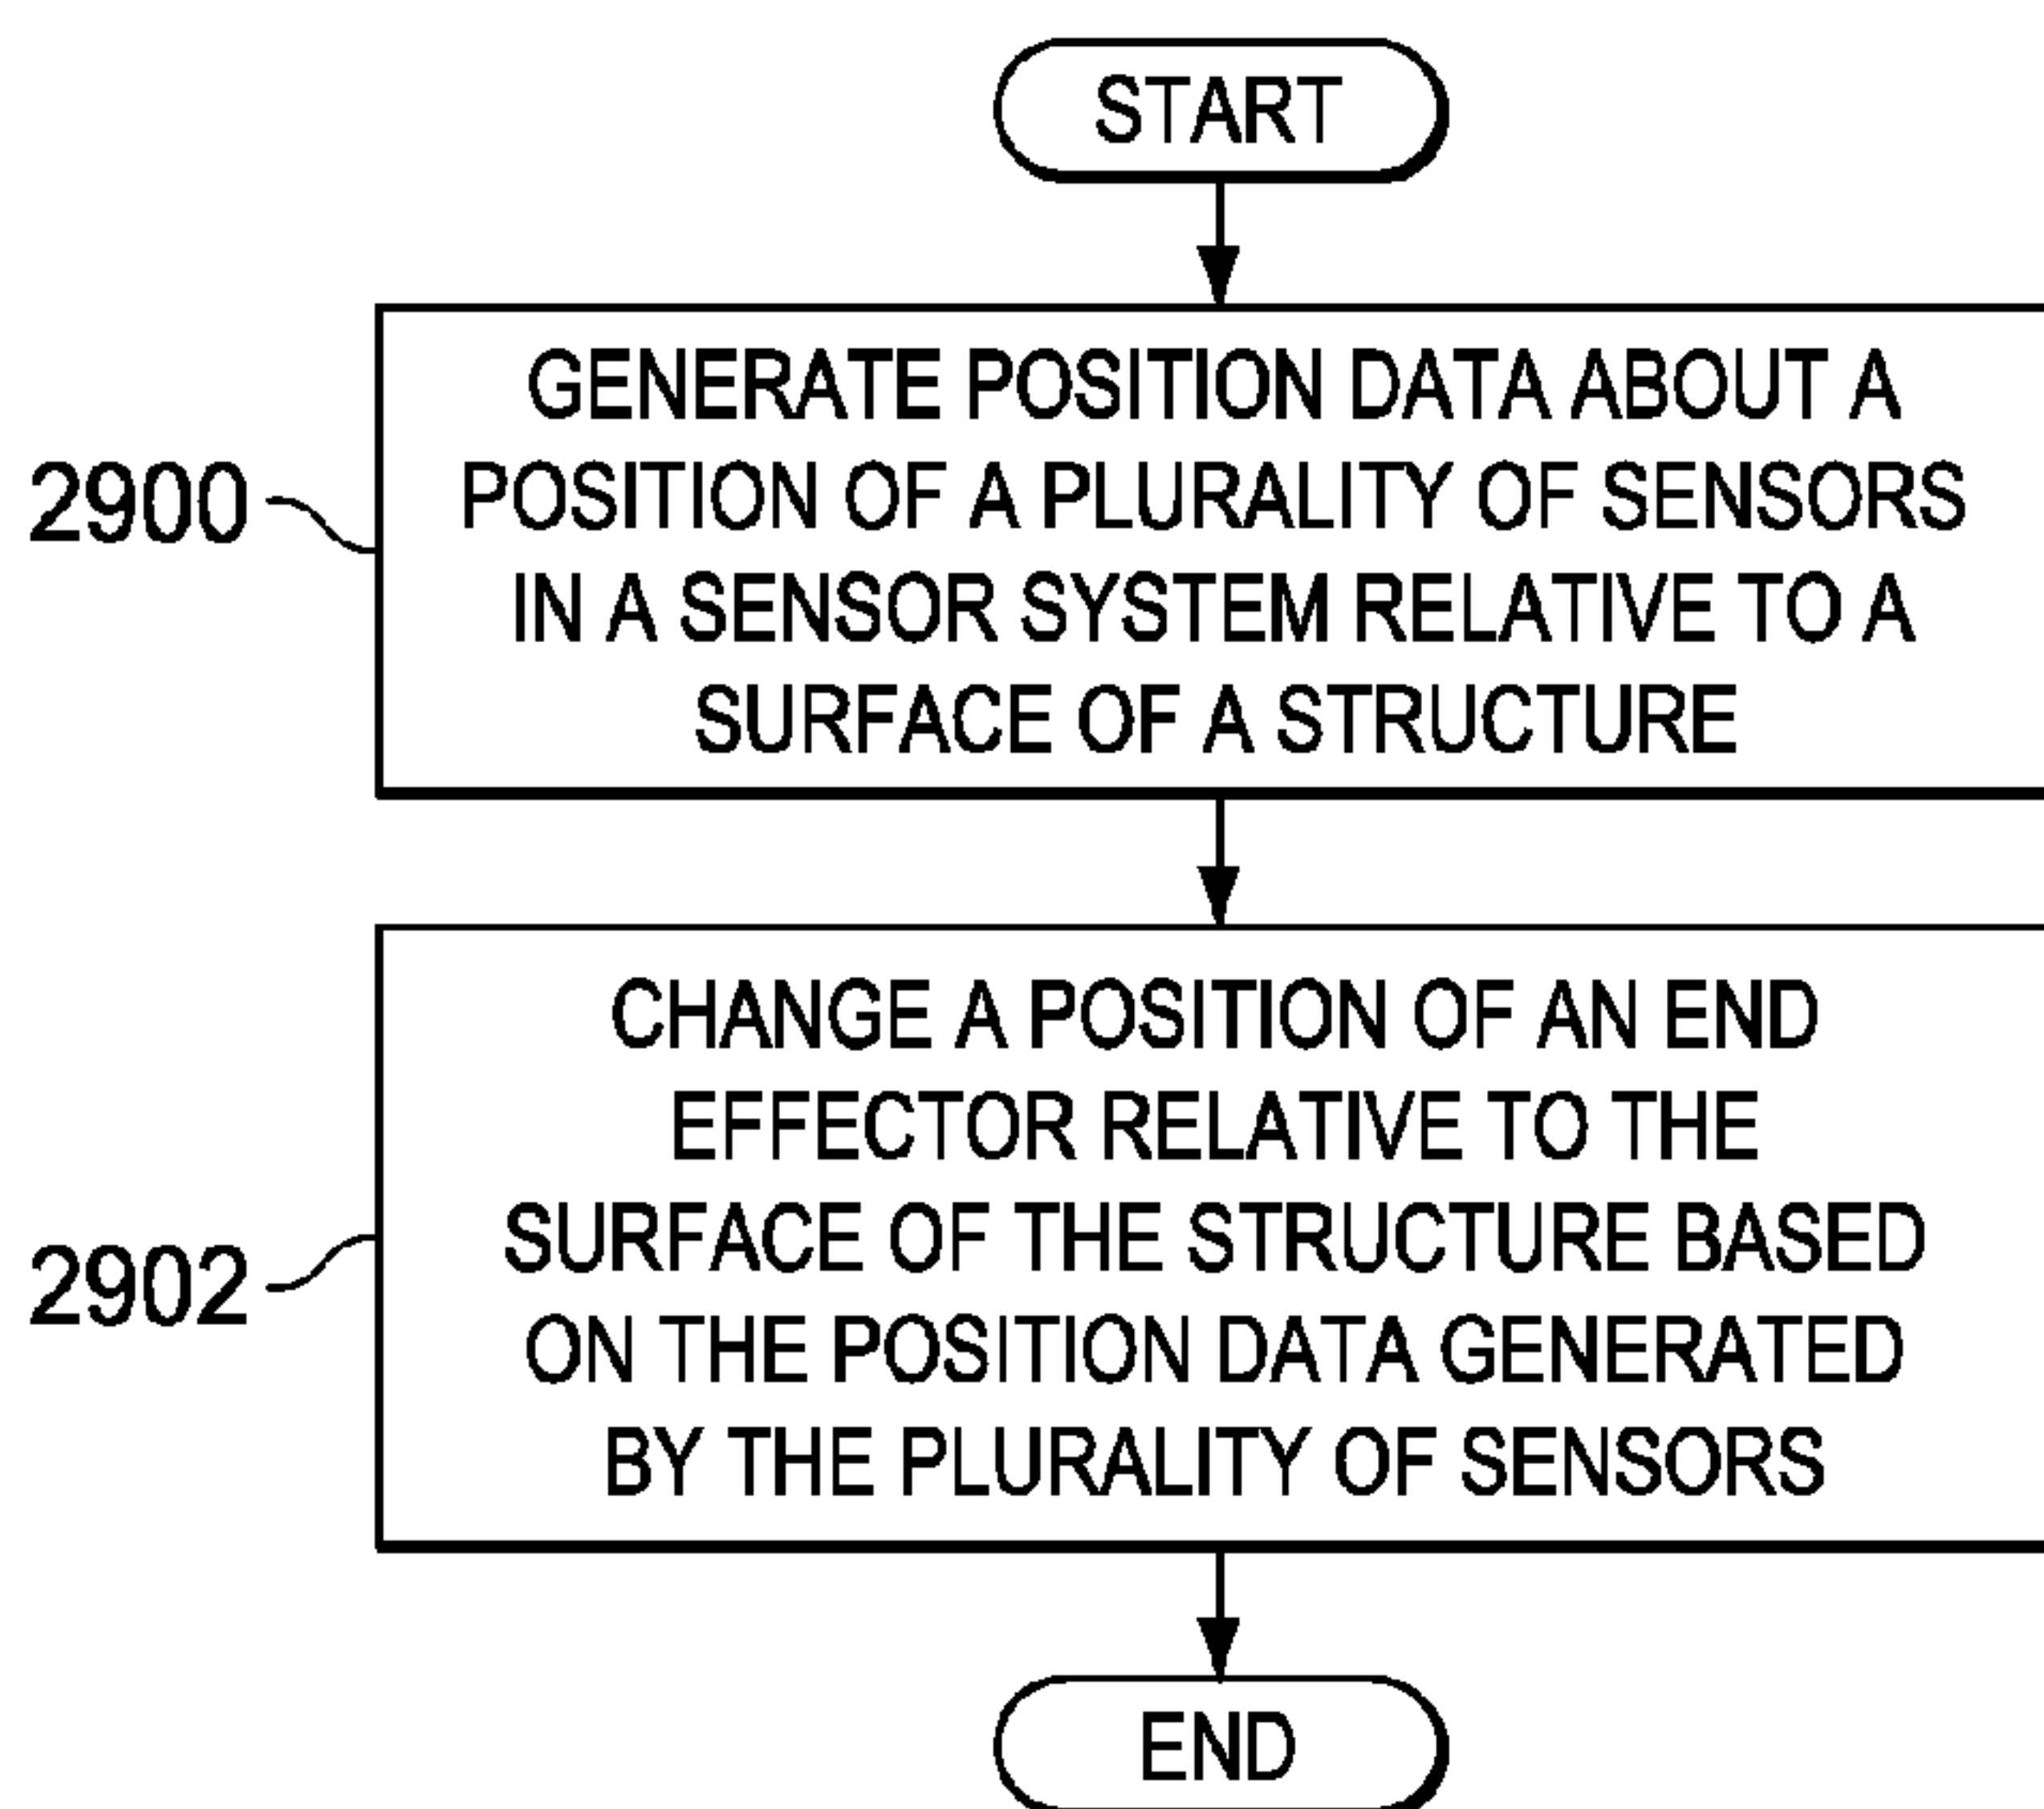 START
GENERATE POSITION DATA ABOUT A
POSITION OF A PLURALITY OF SENSORS
IN A SENSOR SYSTEM RELATIVE TO A
SURFACE OF A STRUCTURE
2900
CHANGE A POSITION OF AN END
EFFECTOR RELATIVE TO THE
SURFACE OF THE STRUCTURE BASED
ON THE POSITION DATA GENERATED
BY THE PLURALITY OF SENSORS
2902
END